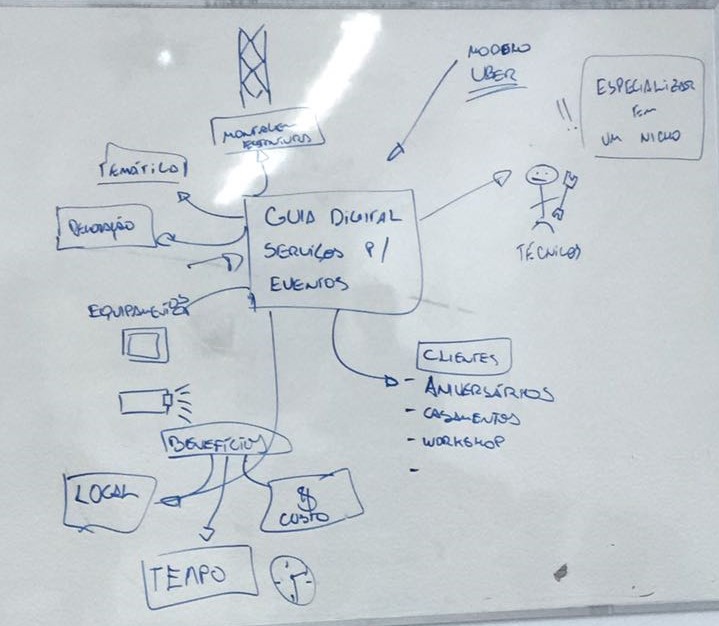 MODELO
UBER
ESPECIALIZAR
EM
UM NICHO
!!
MONTAGEM
ESTRUTURAS
TEMÁTICA
DECORAÇÃO
GUIA DIGITAL
SERVIÇOS P/
EVENTOS
TÉCNICOS
EQUIPAMENTOS
CLIENTES
- ANIVERSÁRIOS
- CASAMENTOS
- WORKSHOP
-
BENEFÍCIOS
LOCAL
$
CUSTO
TEMPO